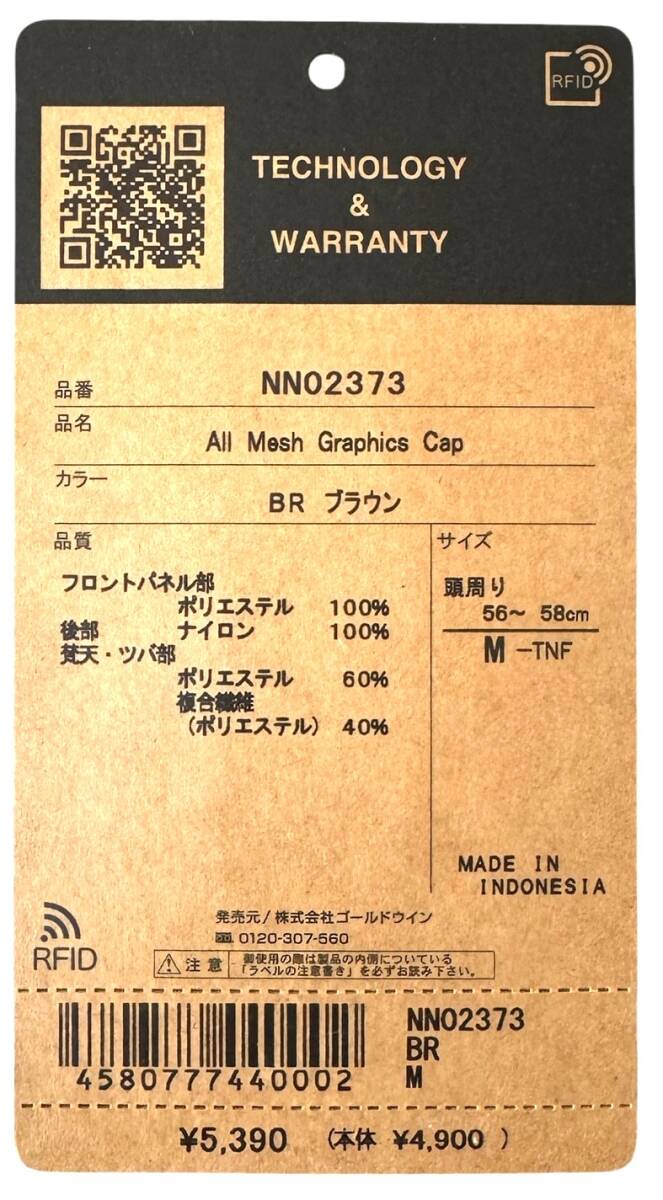 RFID
TECHNOLOGY
&
WARRANTY
品番 NN02373
品名
All Mesh Graphics Cap
カラー
BR ブラウン
品質
フロントパネル部
ポリエステル 100%
後部 ナイロン 100%
梵天・ツバ部
ポリエステル 60%
複合繊維
(ポリエステル) 40%
サイズ
頭周り
56〜 58cm
M -TNF
MADE IN
INDONESIA
RFID
発売元/株式会社ゴールドウイン
0120-307-560
注意 御使用の際は製品の内側についている
「ラベルの注意書き」を必ずお読み下さい。
4580777440002
NN02373
BR
M
¥5,390 (本体 ¥4,900 )